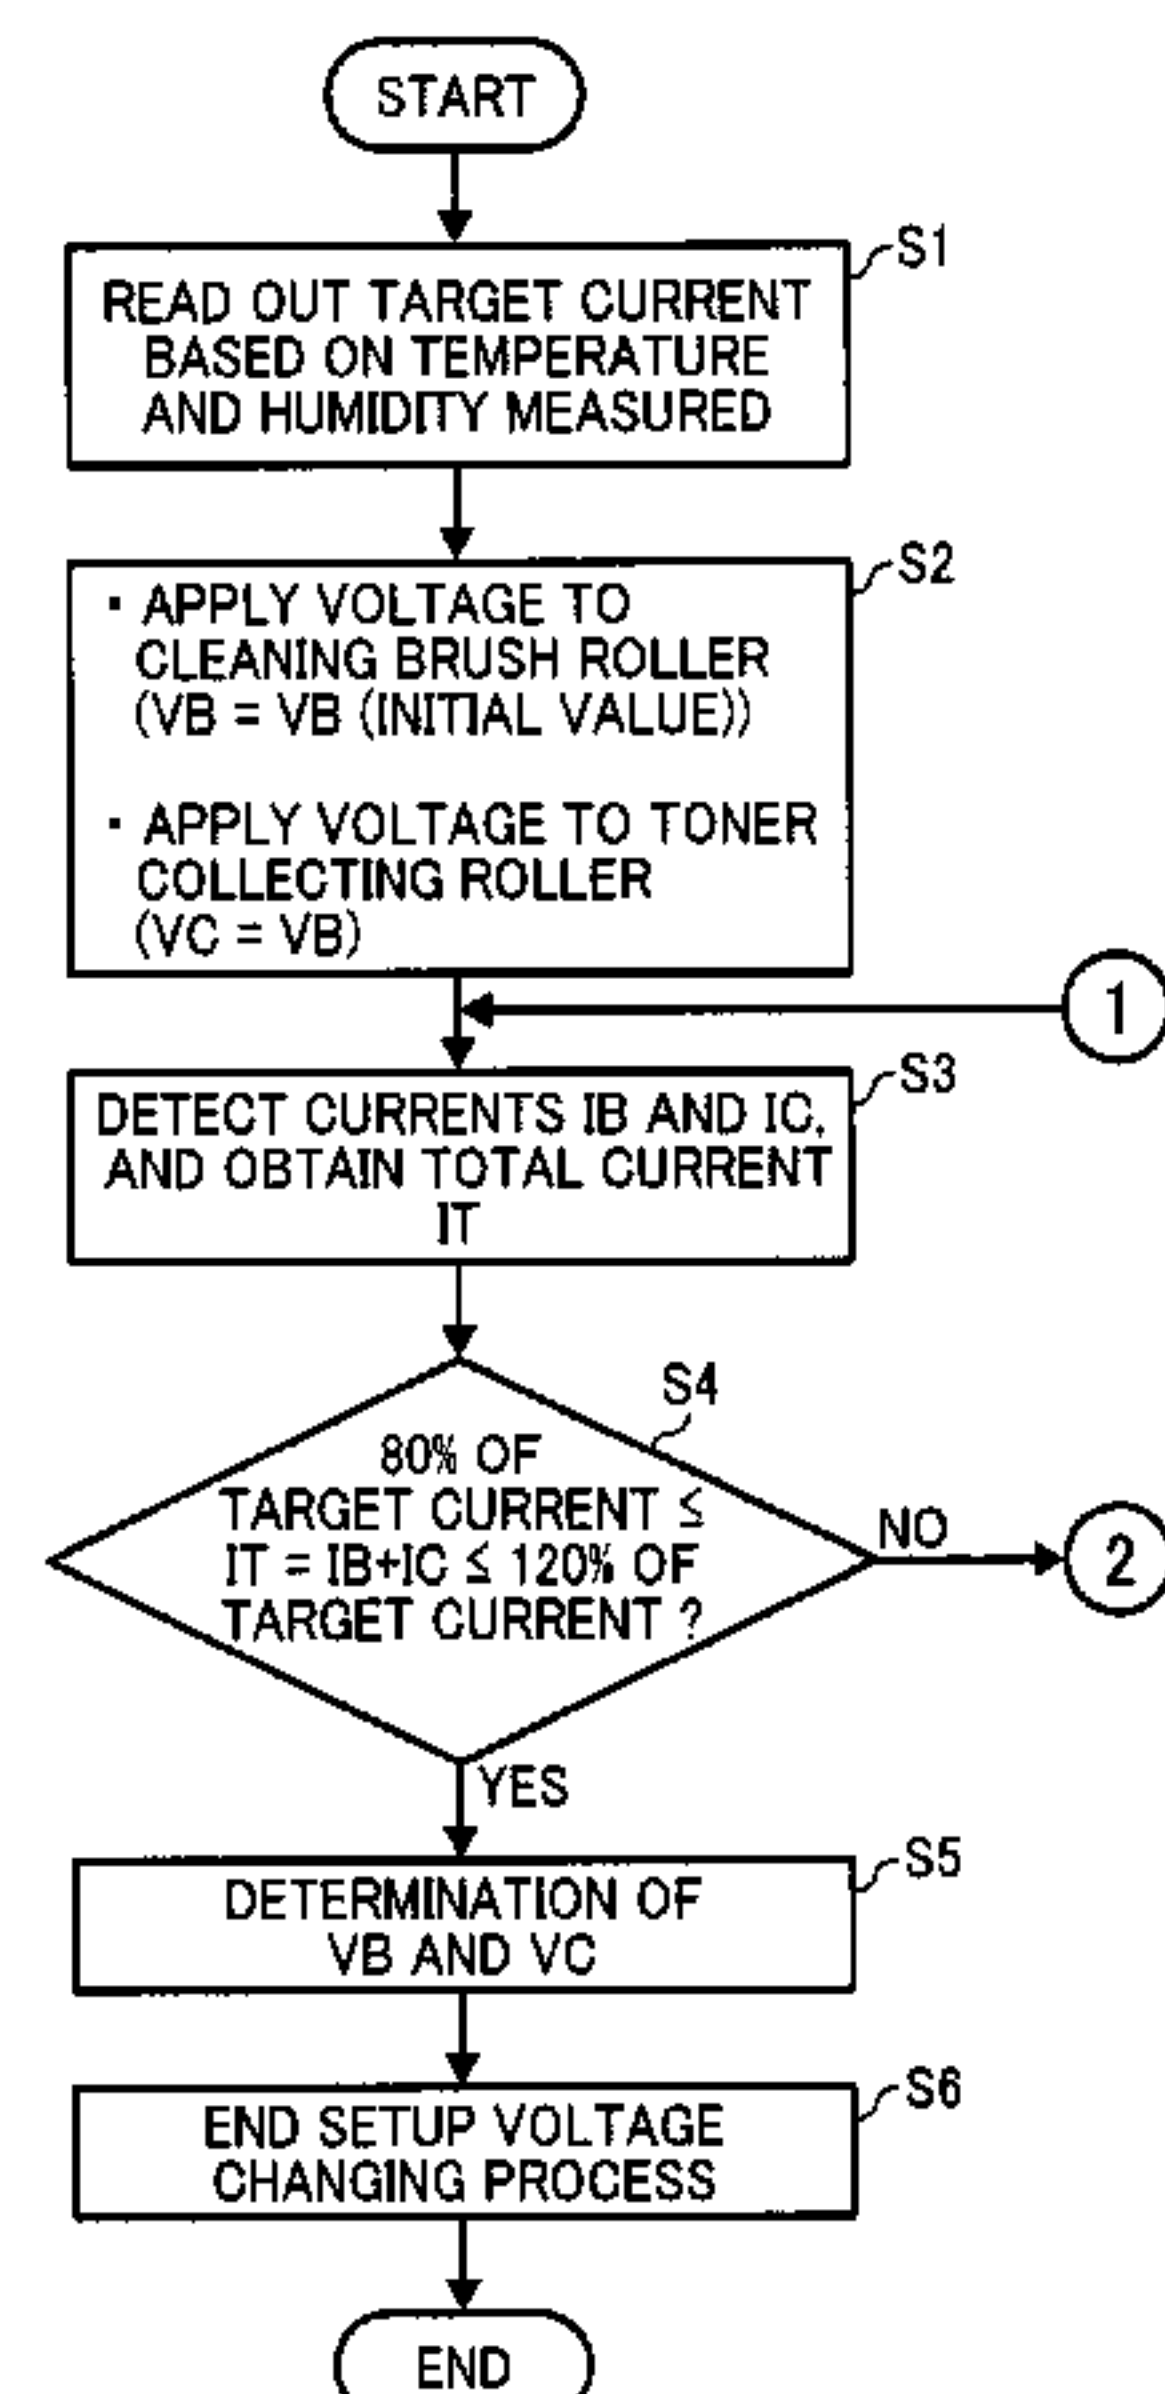 START
S1
READ OUT TARGET CURRENT
BASED ON TEMPERATURE
AND HUMIDITY MEASURED
S2
· APPLY VOLTAGE TO
CLEANING BRUSH ROLLER
(VB = VB (INITIAL VALUE))
· APPLY VOLTAGE TO TONER
COLLECTING ROLLER
(VC = VB)
1
S3
DETECT CURRENTS IB AND IC,
AND OBTAIN TOTAL CURRENT
IT
S4
80% OF
TARGET CURRENT ≤
IT = IB+IC ≤ 120% OF
TARGET CURRENT ?
NO
2
YES
S5
DETERMINATION OF
VB AND VC
S6
END SETUP VOLTAGE
CHANGING PROCESS
END